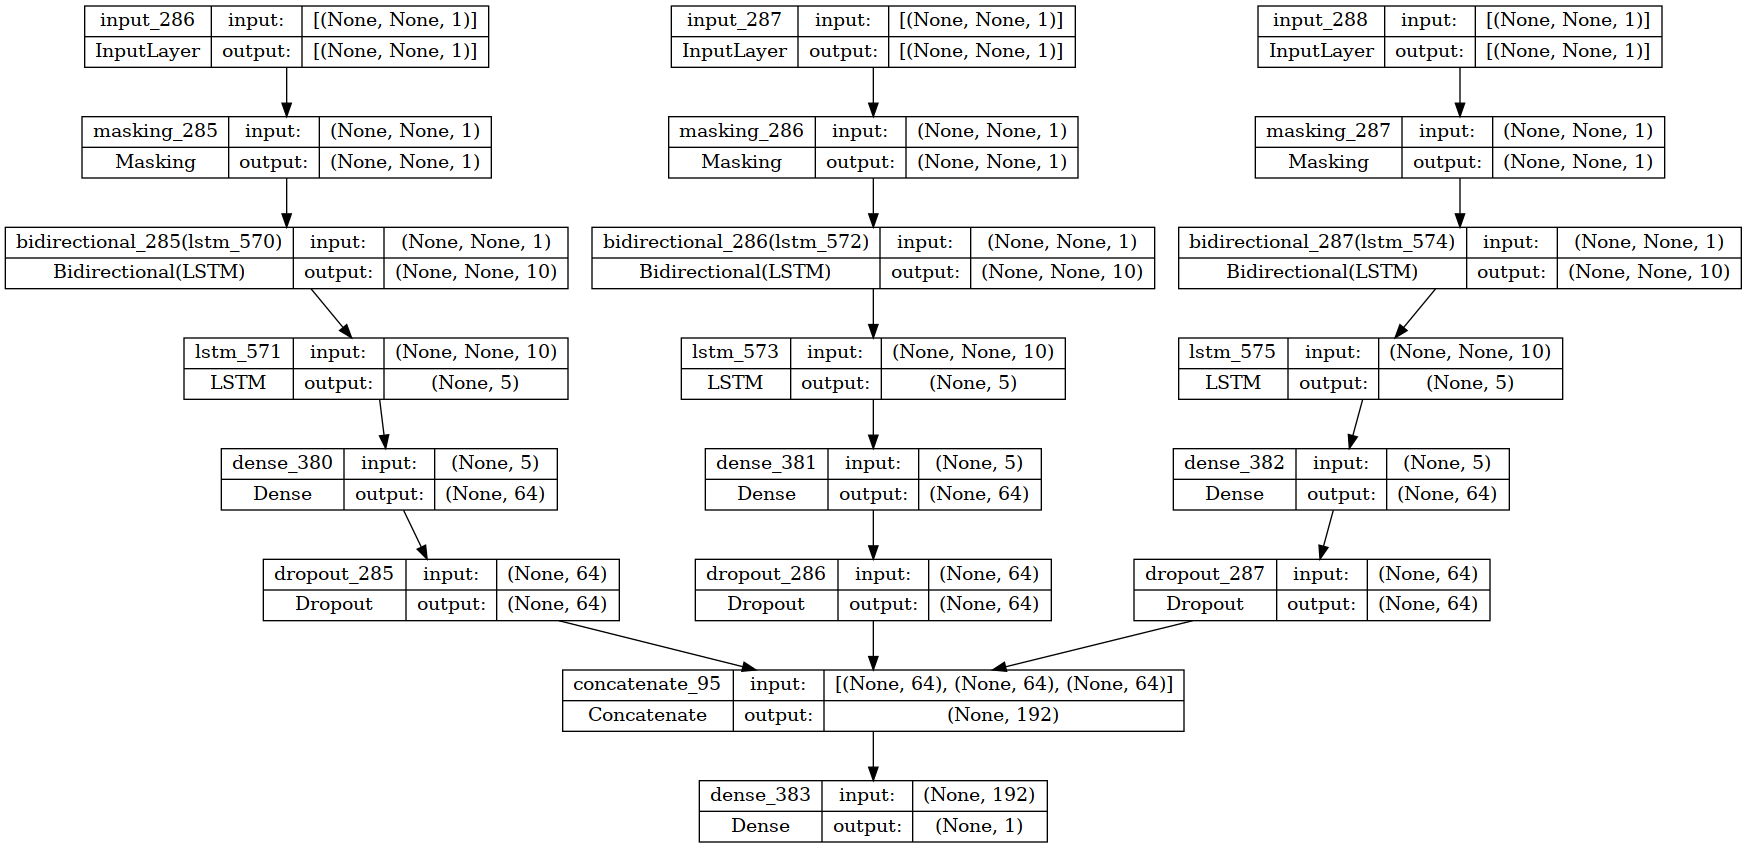 input_286 input: [(None, None, 1)]
InputLayer output: [(None, None, 1)]
input_287 input: [(None, None, 1)]
InputLayer output: [(None, None, 1)]
input_288 input: [(None, None, 1)]
InputLayer output: [(None, None, 1)]
masking_285 input: (None, None, 1)
Masking output: (None, None, 1)
masking_286 input: (None, None, 1)
Masking output: (None, None, 1)
masking_287 input: (None, None, 1)
Masking output: (None, None, 1)
bidirectional_285(lstm_570) input: (None, None, 1)
Bidirectional(LSTM) output: (None, None, 10)
bidirectional_286(lstm_572) input: (None, None, 1)
Bidirectional(LSTM) output: (None, None, 10)
bidirectional_287(lstm_574) input: (None, None, 1)
Bidirectional(LSTM) output: (None, None, 10)
lstm_571 input: (None, None, 10)
LSTM output: (None, 5)
lstm_573 input: (None, None, 10)
LSTM output: (None, 5)
lstm_575 input: (None, None, 10)
LSTM output: (None, 5)
dense_380 input: (None, 5)
Dense output: (None, 64)
dense_381 input: (None, 5)
Dense output: (None, 64)
dense_382 input: (None, 5)
Dense output: (None, 64)
dropout_285 input: (None, 64)
Dropout output: (None, 64)
dropout_286 input: (None, 64)
Dropout output: (None, 64)
dropout_287 input: (None, 64)
Dropout output: (None, 64)
concatenate_95 input: [(None, 64), (None, 64), (None, 64)]
Concatenate output: (None, 192)
dense_383 input: (None, 192)
Dense output: (None, 1)